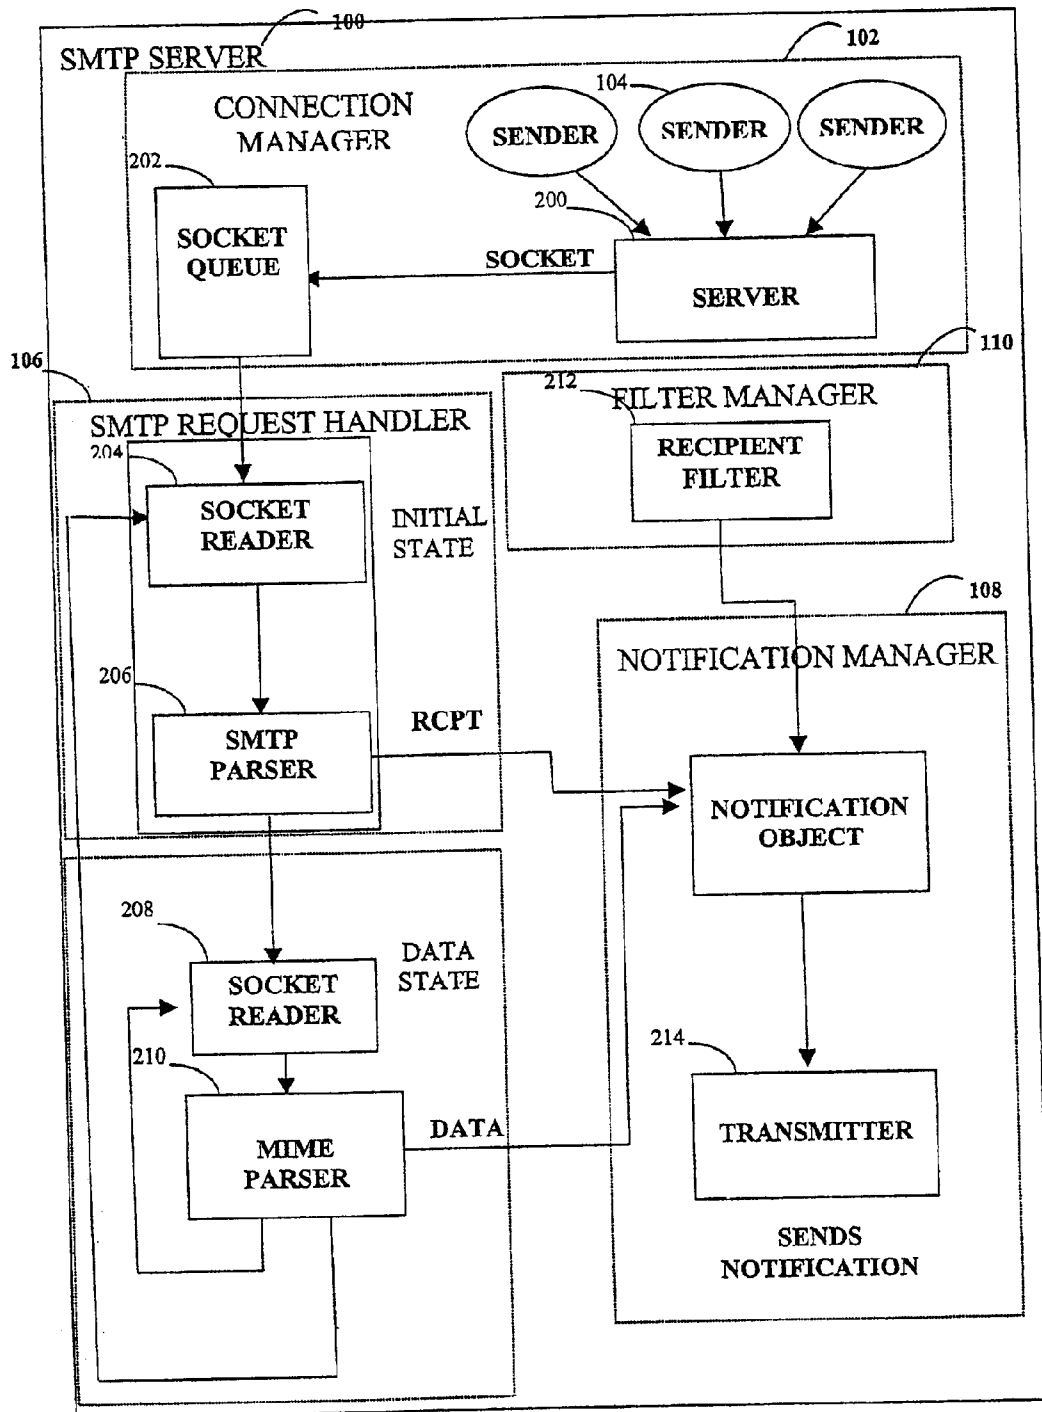 100
SMTP SERVER
102
CONNECTION
MANAGER
104
SENDER
SENDER
SENDER
202
200
SOCKET
QUEUE
SOCKET
SERVER
106
110
SMTP REQUEST HANDLER
212
FILTER MANAGER
RECIPIENT
FILTER
204
SOCKET
READER
INITIAL
STATE
108
NOTIFICATION MANAGER
206
SMTP
PARSER
RCPT
NOTIFICATION
OBJECT
208
SOCKET
READER
DATA
STATE
210
MIME
PARSER
DATA
214
TRANSMITTER
SENDS
NOTIFICATION